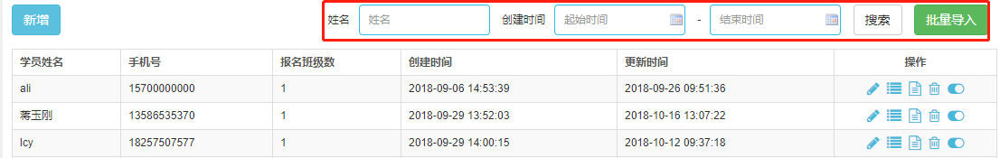 新增 姓名 姓名 创建时间 起始时间 - 结束时间 搜索 批量导入
学员姓名 手机号 报名班级数 创建时间 更新时间 操作
ali 15700000000 1 2018-09-06 14:53:39 2018-09-26 09:51:36
蒋玉刚 13586535370 1 2018-09-29 13:52:03 2018-10-16 13:07:22
lcy 18257507577 1 2018-09-29 14:00:15 2018-10-12 09:37:18